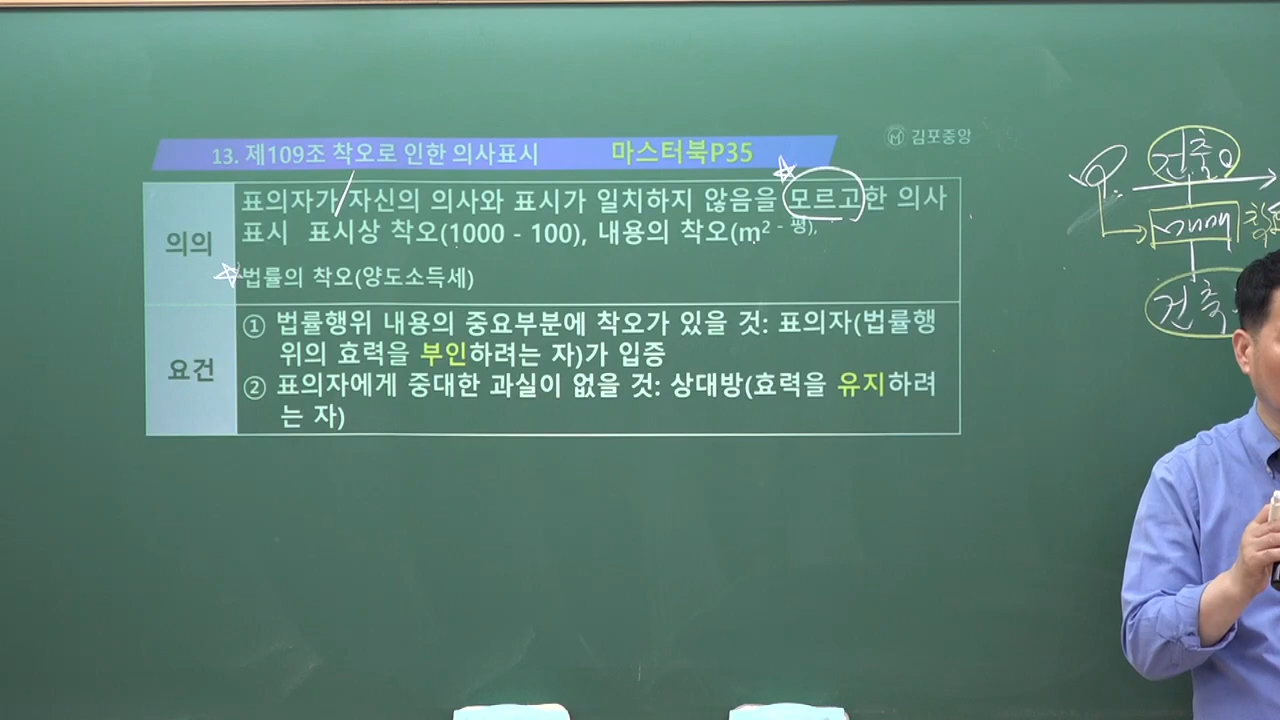 김포중앙
13. 제109조 착오로 인한 의사표시 마스터북P35
의의
표의자가 자신의 의사와 표시가 일치하지 않음을 모르고한 의사
표시 표시상 착오(1000 - 100), 내용의 착오(m² - 평),
법률의 착오(양도소득세)
요건
① 법률행위 내용의 중요부분에 착오가 있을 것: 표의자(법률행
위의 효력을 부인하려는 자)가 입증
② 표의자에게 중대한 과실이 없을 것: 상대방(효력을 유지하려
는 자)
매매
건축